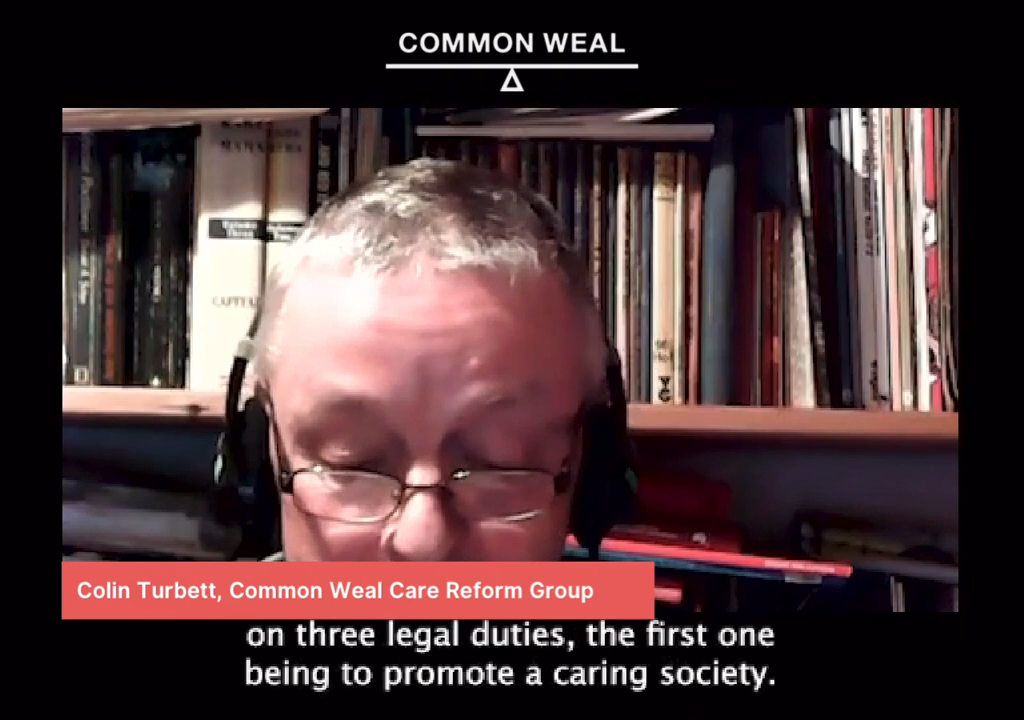 COMMON WEAL
CAPITAL
Colin Turbett, Common Weal Care Reform Group
on three legal duties, the first one
being to promote a caring society.